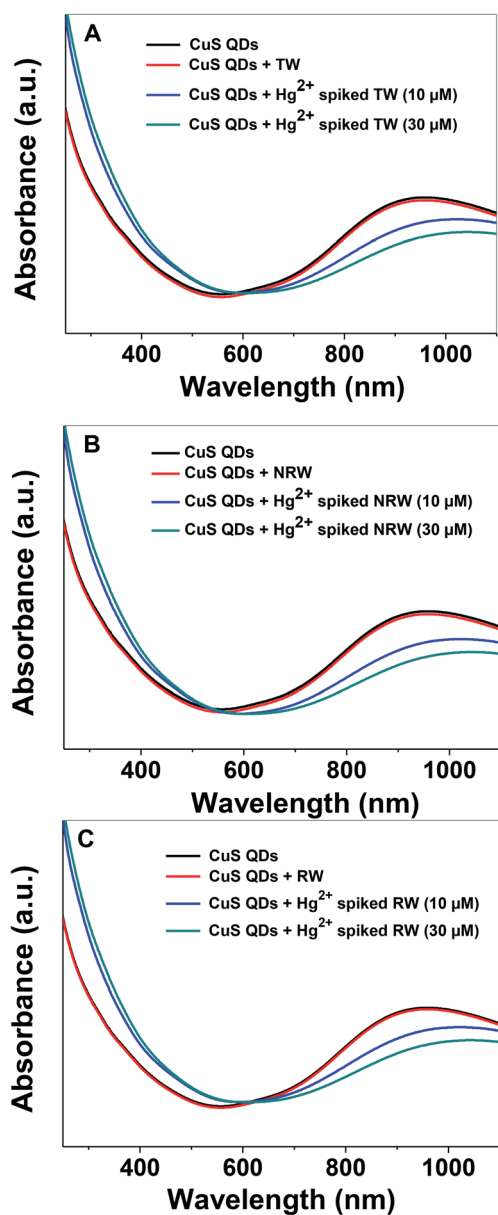 A
CuS QDs
CuS QDs + TW
CuS QDs + Hg²⁺ spiked TW (10 µM)
CuS QDs + Hg²⁺ spiked TW (30 µM)
Absorbance (a.u.)
400 600 800 1000
Wavelength (nm)
B
CuS QDs
CuS QDs + NRW
CuS QDs + Hg²⁺ spiked NRW (10 µM)
CuS QDs + Hg²⁺ spiked NRW (30 µM)
Absorbance (a.u.)
400 600 800 1000
Wavelength (nm)
C
CuS QDs
CuS QDs + RW
CuS QDs + Hg²⁺ spiked RW (10 µM)
CuS QDs + Hg²⁺ spiked RW (30 µM)
Absorbance (a.u.)
400 600 800 1000
Wavelength (nm)